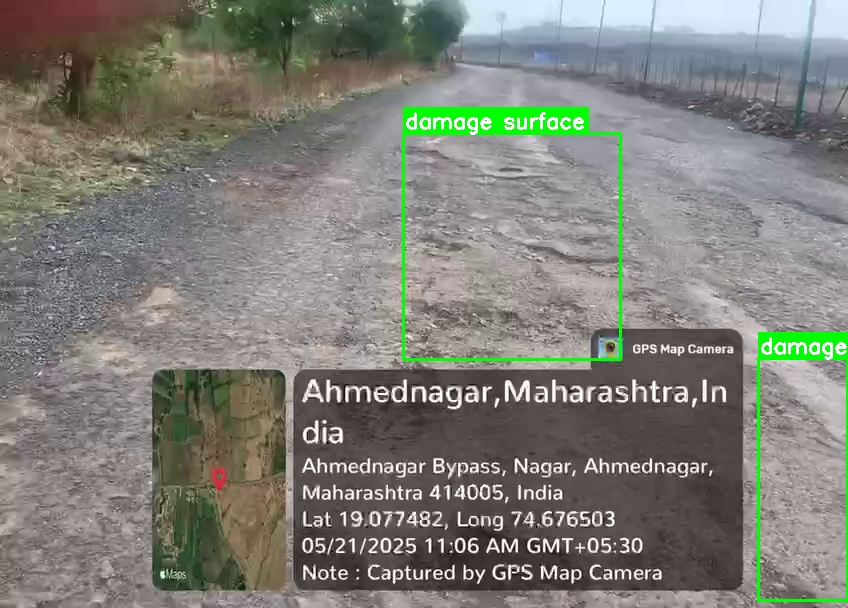 damage surface
GPS Map Camera
damage
Ahmednagar,Maharashtra,In
dia
Ahmednagar Bypass, Nagar, Ahmednagar,
Maharashtra 414005, India
Lat 19.077482, Long 74.676503
05/21/2025 11:06 AM GMT+05:30
Note : Captured by GPS Map Camera
Maps